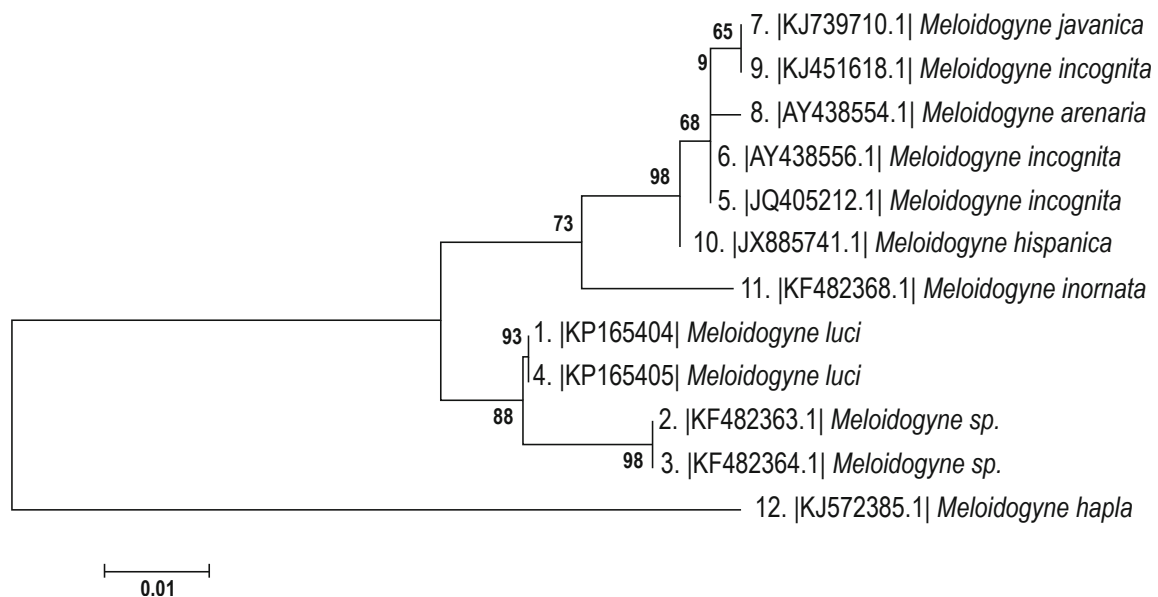 65
7. |KJ739710.1| Meloidogyne javanica
9
9. |KJ451618.1| Meloidogyne incognita
8. |AY438554.1| Meloidogyne arenaria
68
6. |AY438556.1| Meloidogyne incognita
98
5. |JQ405212.1| Meloidogyne incognita
73
10. |JX885741.1| Meloidogyne hispanica
11. |KF482368.1| Meloidogyne inornata
93
1. |KP165404| Meloidogyne luci
4. |KP165405| Meloidogyne luci
88
2. |KF482363.1| Meloidogyne sp.
98
3. |KF482364.1| Meloidogyne sp.
12. |KJ572385.1| Meloidogyne hapla
0.01